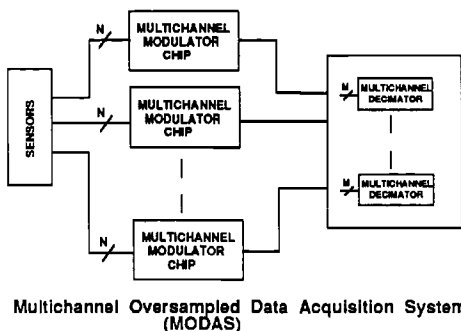 N
MULTICHANNEL
MODULATOR
CHIP
SENSORS
N
MULTICHANNEL
MODULATOR
CHIP
N
MULTICHANNEL
MODULATOR
CHIP
M
MULTICHANNEL
DECIMATOR
M
MULTICHANNEL
DECIMATOR
Multichannel Oversampled Data Acquisition System
(MODAS)